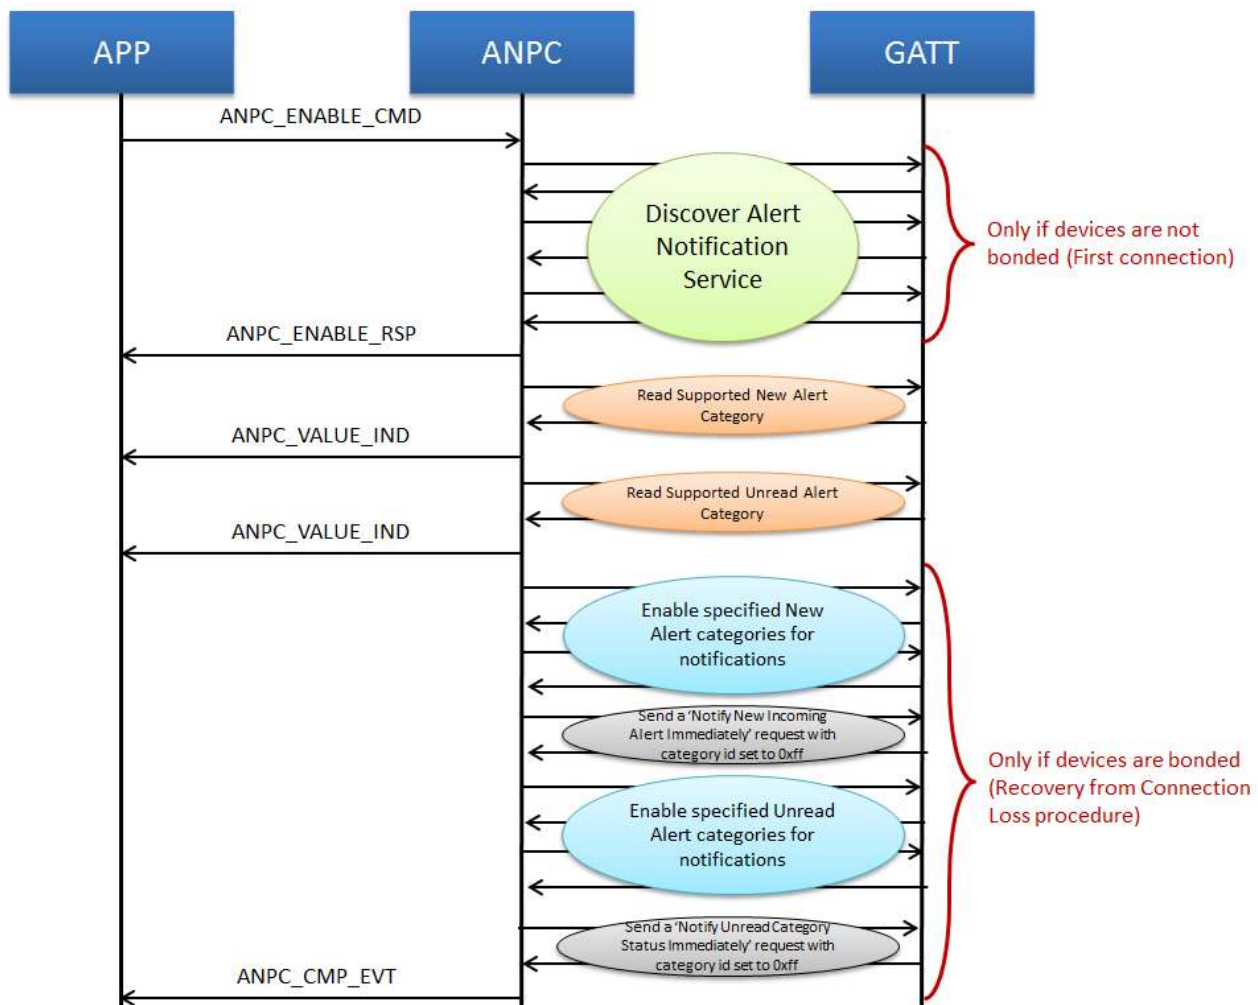 APP
ANPC
GATT
ANPC_ENABLE_CMD
Discover Alert
Notification
Service
Only if devices are not
bonded (First connection)
ANPC_ENABLE_RSP
Read Supported New Alert
Category
ANPC_VALUE_IND
Read Supported Unread Alert
Category
ANPC_VALUE_IND
Enable specified New
Alert categories for
notifications
Send a 'Notify New Incoming
Alert Immediately' request with
category id set to 0xff
Only if devices are bonded
(Recovery from Connection
Loss procedure)
Enable specified Unread
Alert categories for
notifications
Send a 'Notify Unread Category
Status Immediately' request with
category id set to 0xff
ANPC_CMP_EVT